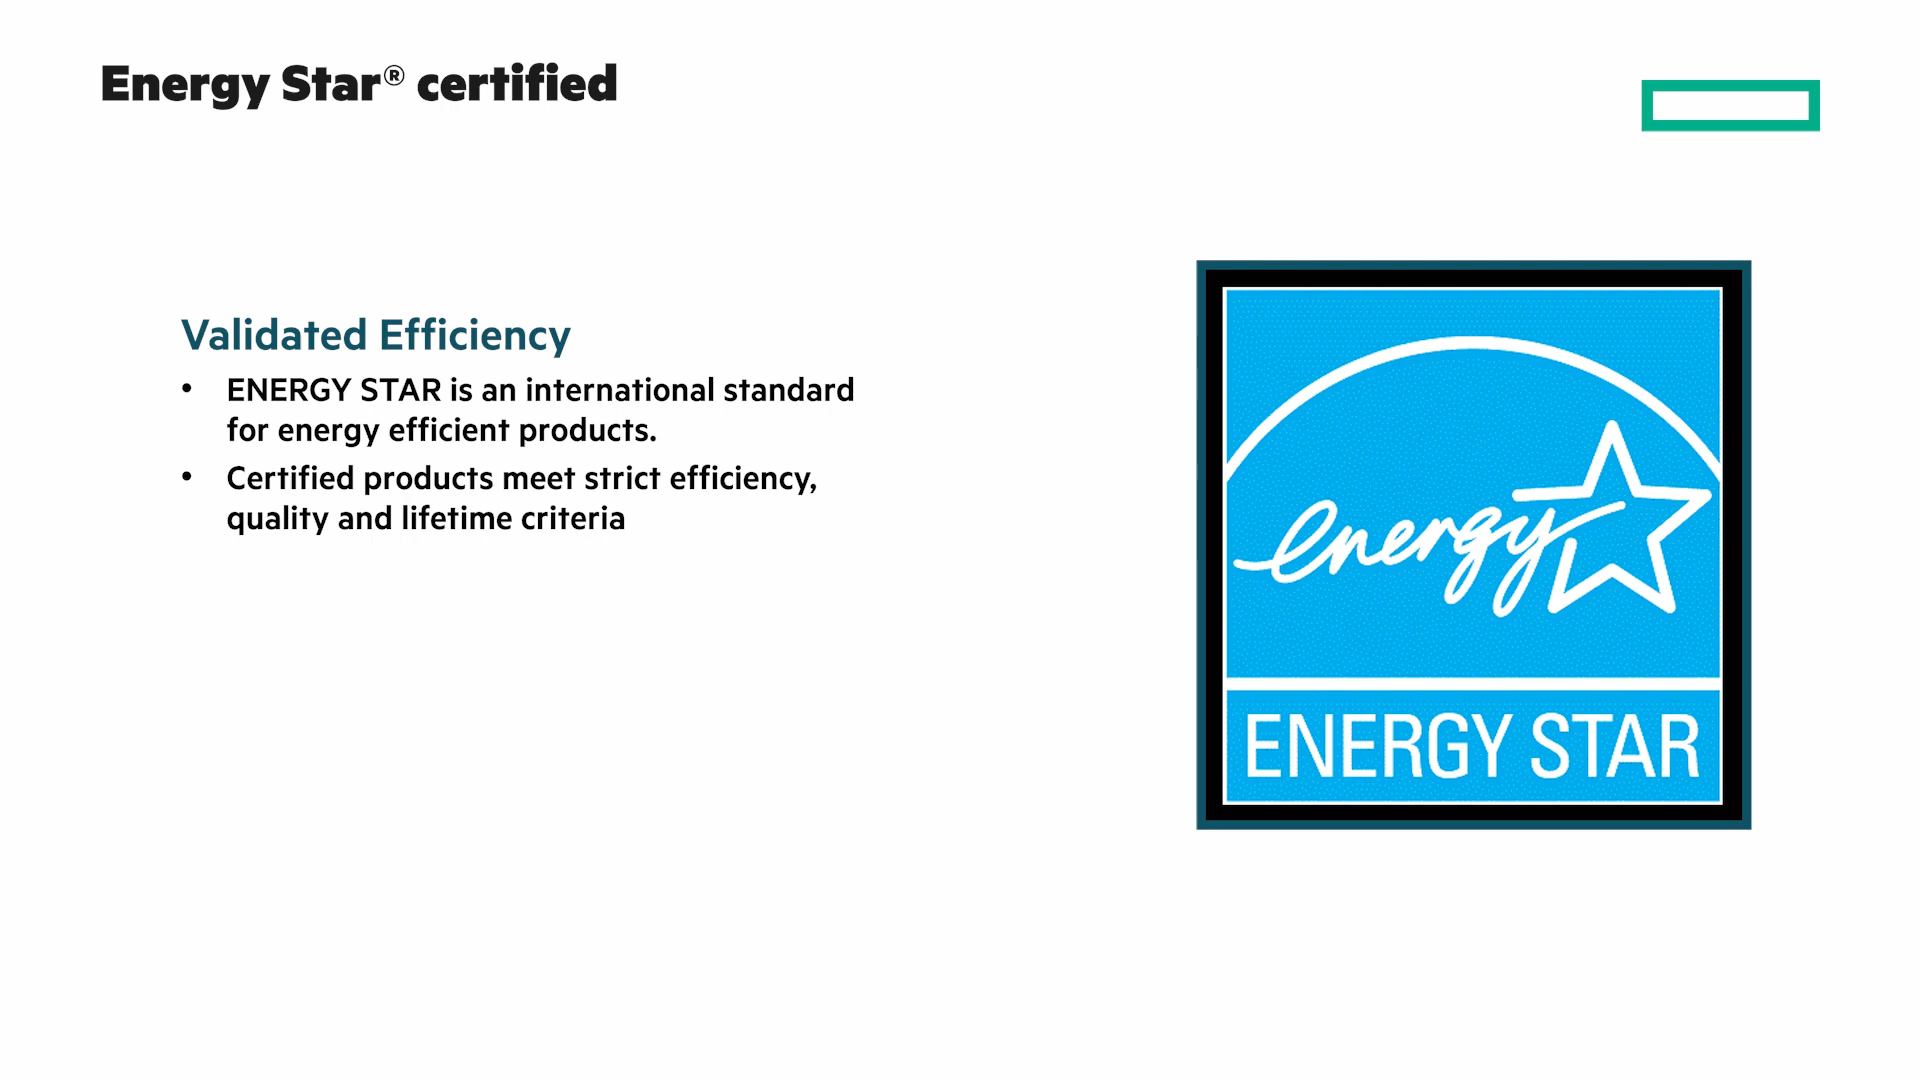 Energy Star® certified
Validated Efficiency
• ENERGY STAR is an international standard
for energy efficient products.
• Certified products meet strict efficiency,
quality and lifetime criteria
energy
ENERGY STAR